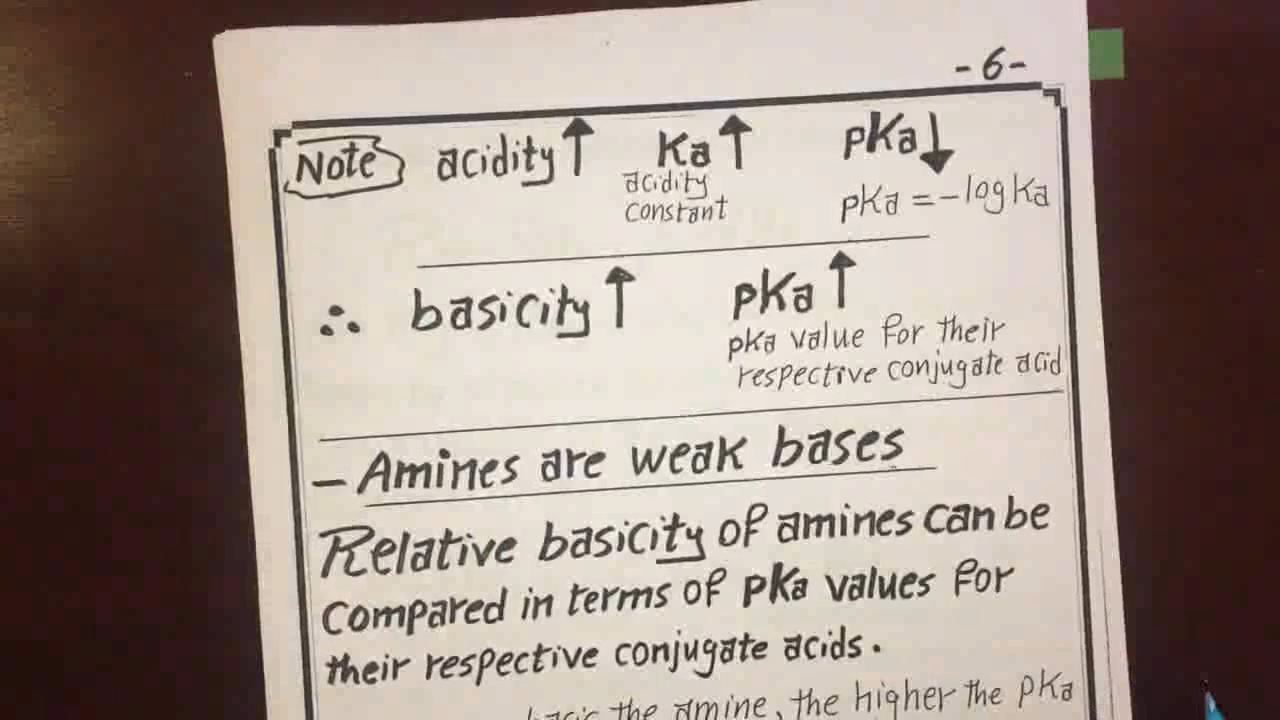 -6-
Note acidity↑ Ka↑ pKa↓
acidity
constant
pKa = -log Ka
∴ basicity↑ pKa↑
pka value for their
respective conjugate acid
- Amines are weak bases
Relative basicity of amines can be
compared in terms of pKa values for
their respective conjugate acids.
basic the amine, the higher the pKa